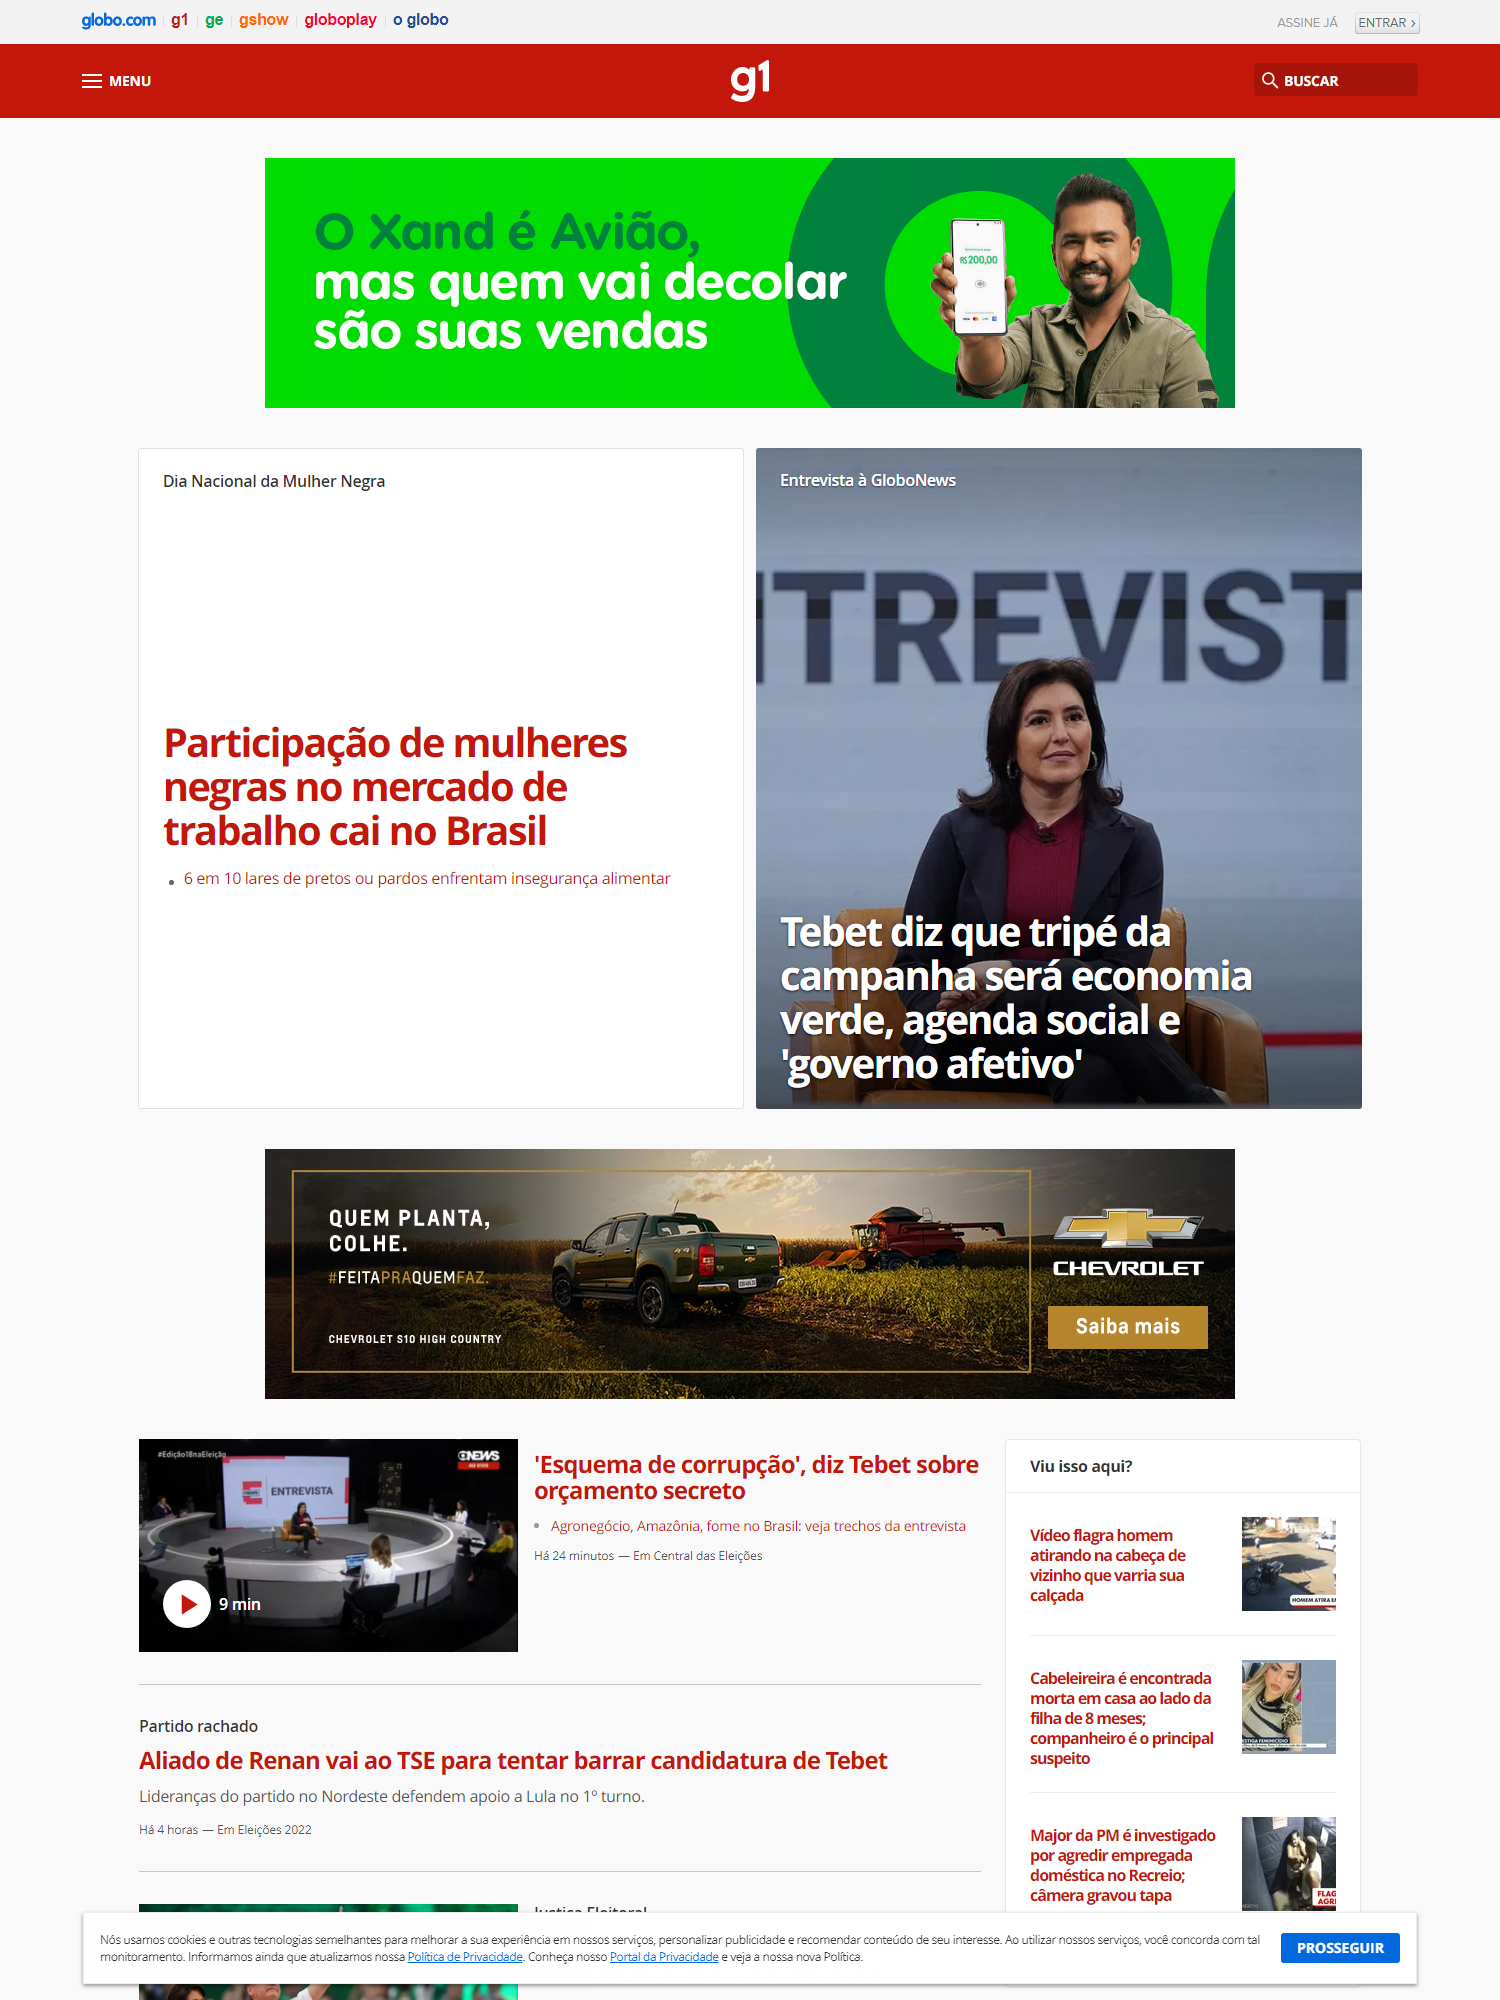 globo.com g1 ge gshow globoplay o globo
ASSINE JÁ ENTRAR ›
MENU
g1
BUSCAR
O Xand é Avião,
mas quem vai decolar
são suas vendas
R$ 200,00
Dia Nacional da Mulher Negra
Participação de mulheres
negras no mercado de
trabalho cai no Brasil
6 em 10 lares de pretos ou pardos enfrentam insegurança alimentar
Entrevista à GloboNews
NTREVIST
Tebet diz que tripé da
campanha será economia
verde, agenda social e
'governo afetivo'
QUEM PLANTA,
COLHE.
#FEITAPRAQUEMFAZ.
CHEVROLET S10 HIGH COUNTRY
CHEVROLET
Saiba mais
#Edição18naEleição
NEWS
AO VIVO
ENTREVISTA
9 min
'Esquema de corrupção', diz Tebet sobre
orçamento secreto
Agronegócio, Amazônia, fome no Brasil: veja trechos da entrevista
Há 24 minutos — Em Central das Eleições
Partido rachado
Aliado de Renan vai ao TSE para tentar barrar candidatura de Tebet
Lideranças do partido no Nordeste defendem apoio a Lula no 1º turno.
Há 4 horas — Em Eleições 2022
Justiça Eleitoral
Viu isso aqui?
Vídeo flagra homem
atirando na cabeça de
vizinho que varria sua
calçada
HOMEM ATIRA E
Cabeleireira é encontrada
morta em casa ao lado da
filha de 8 meses;
companheiro é o principal
suspeito
ESTIGA FEMINICÍDIO
Major da PM é investigado
por agredir empregada
doméstica no Recreio;
câmera gravou tapa
FLAG
AGRE
Nós usamos cookies e outras tecnologias semelhantes para melhorar a sua experiência em nossos serviços, personalizar publicidade e recomendar conteúdo de seu interesse. Ao utilizar nossos serviços, você concorda com tal
monitoramento. Informamos ainda que atualizamos nossa Política de Privacidade. Conheça nosso Portal da Privacidade e veja a nossa nova Política.
PROSSEGUIR